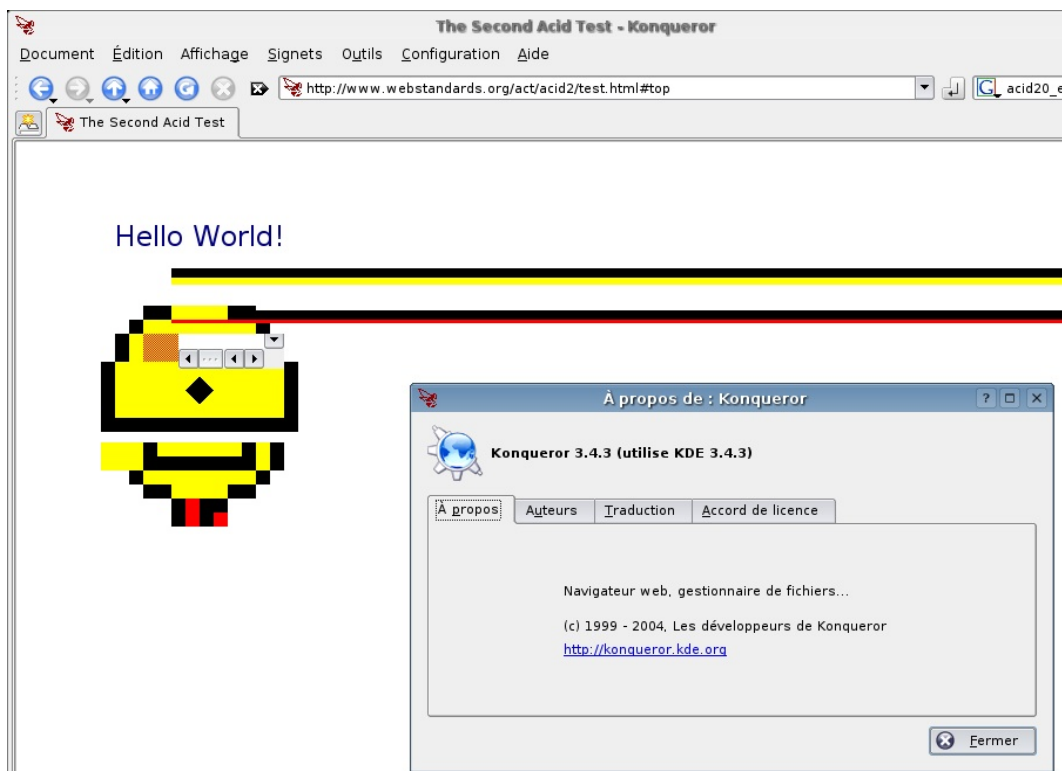 The Second Acid Test - Konqueror
Document Édition Affichage Signets Outils Configuration Aide
http://www.webstandards.org/act/acid2/test.html#top
acid20_e
The Second Acid Test
Hello World!
À propos de : Konqueror
Konqueror 3.4.3 (utilise KDE 3.4.3)
À propos Auteurs Traduction Accord de licence
Navigateur web, gestionnaire de fichiers...
(c) 1999 - 2004, Les développeurs de Konqueror
http://konqueror.kde.org
Fermer